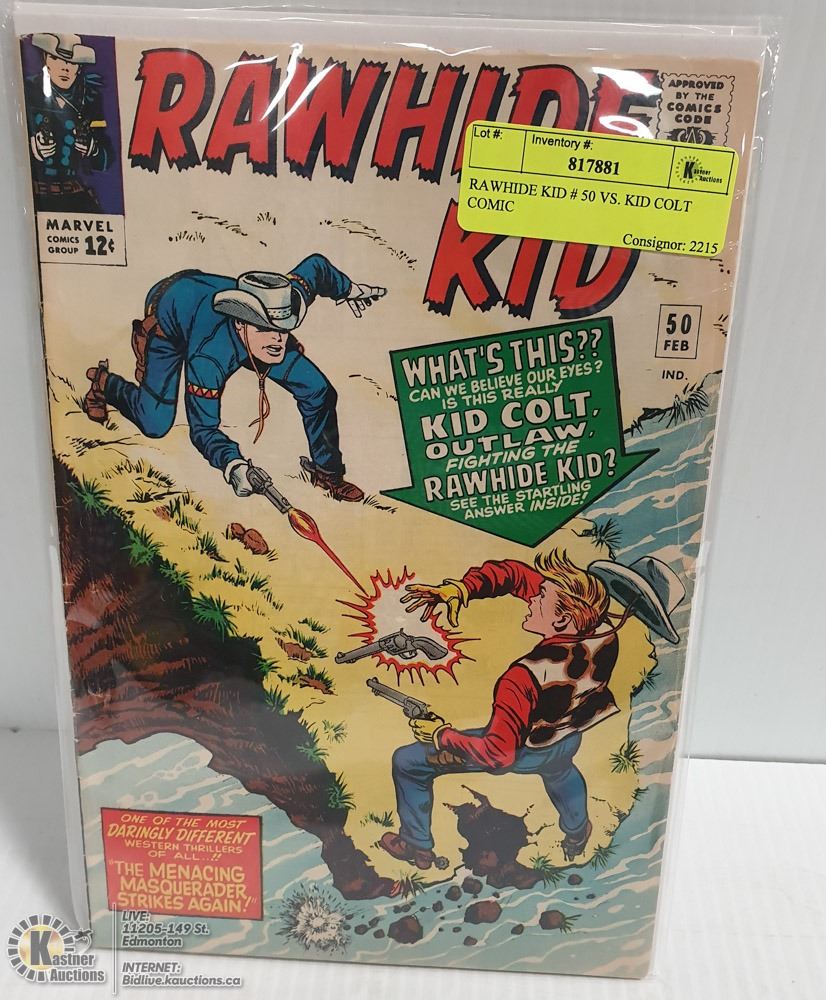 RAWHIDE
KID
APPROVED
BY THE
COMICS
CODE
Lot #:
Inventory #:
817881
Kastner
Auctions
RAWHIDE KID # 50 VS. KID COLT
COMIC
Consignor: 2215
MARVEL
COMICS
GROUP 12¢
50
FEB
IND.
WHAT'S THIS??
CAN WE BELIEVE OUR EYES?
IS THIS REALLY
KID COLT,
OUTLAW,
FIGHTING THE
RAWHIDE KID?
SEE THE STARTLING
ANSWER INSIDE!
ONE OF THE MOST
DARINGLY DIFFERENT
WESTERN THRILLERS
OF ALL..!!
"THE MENACING
MASQUERADER
STRIKES AGAIN!"
Kastner
Auctions
LIVE:
11205-149 St.
Edmonton
INTERNET:
Bidlive.kauctions.ca